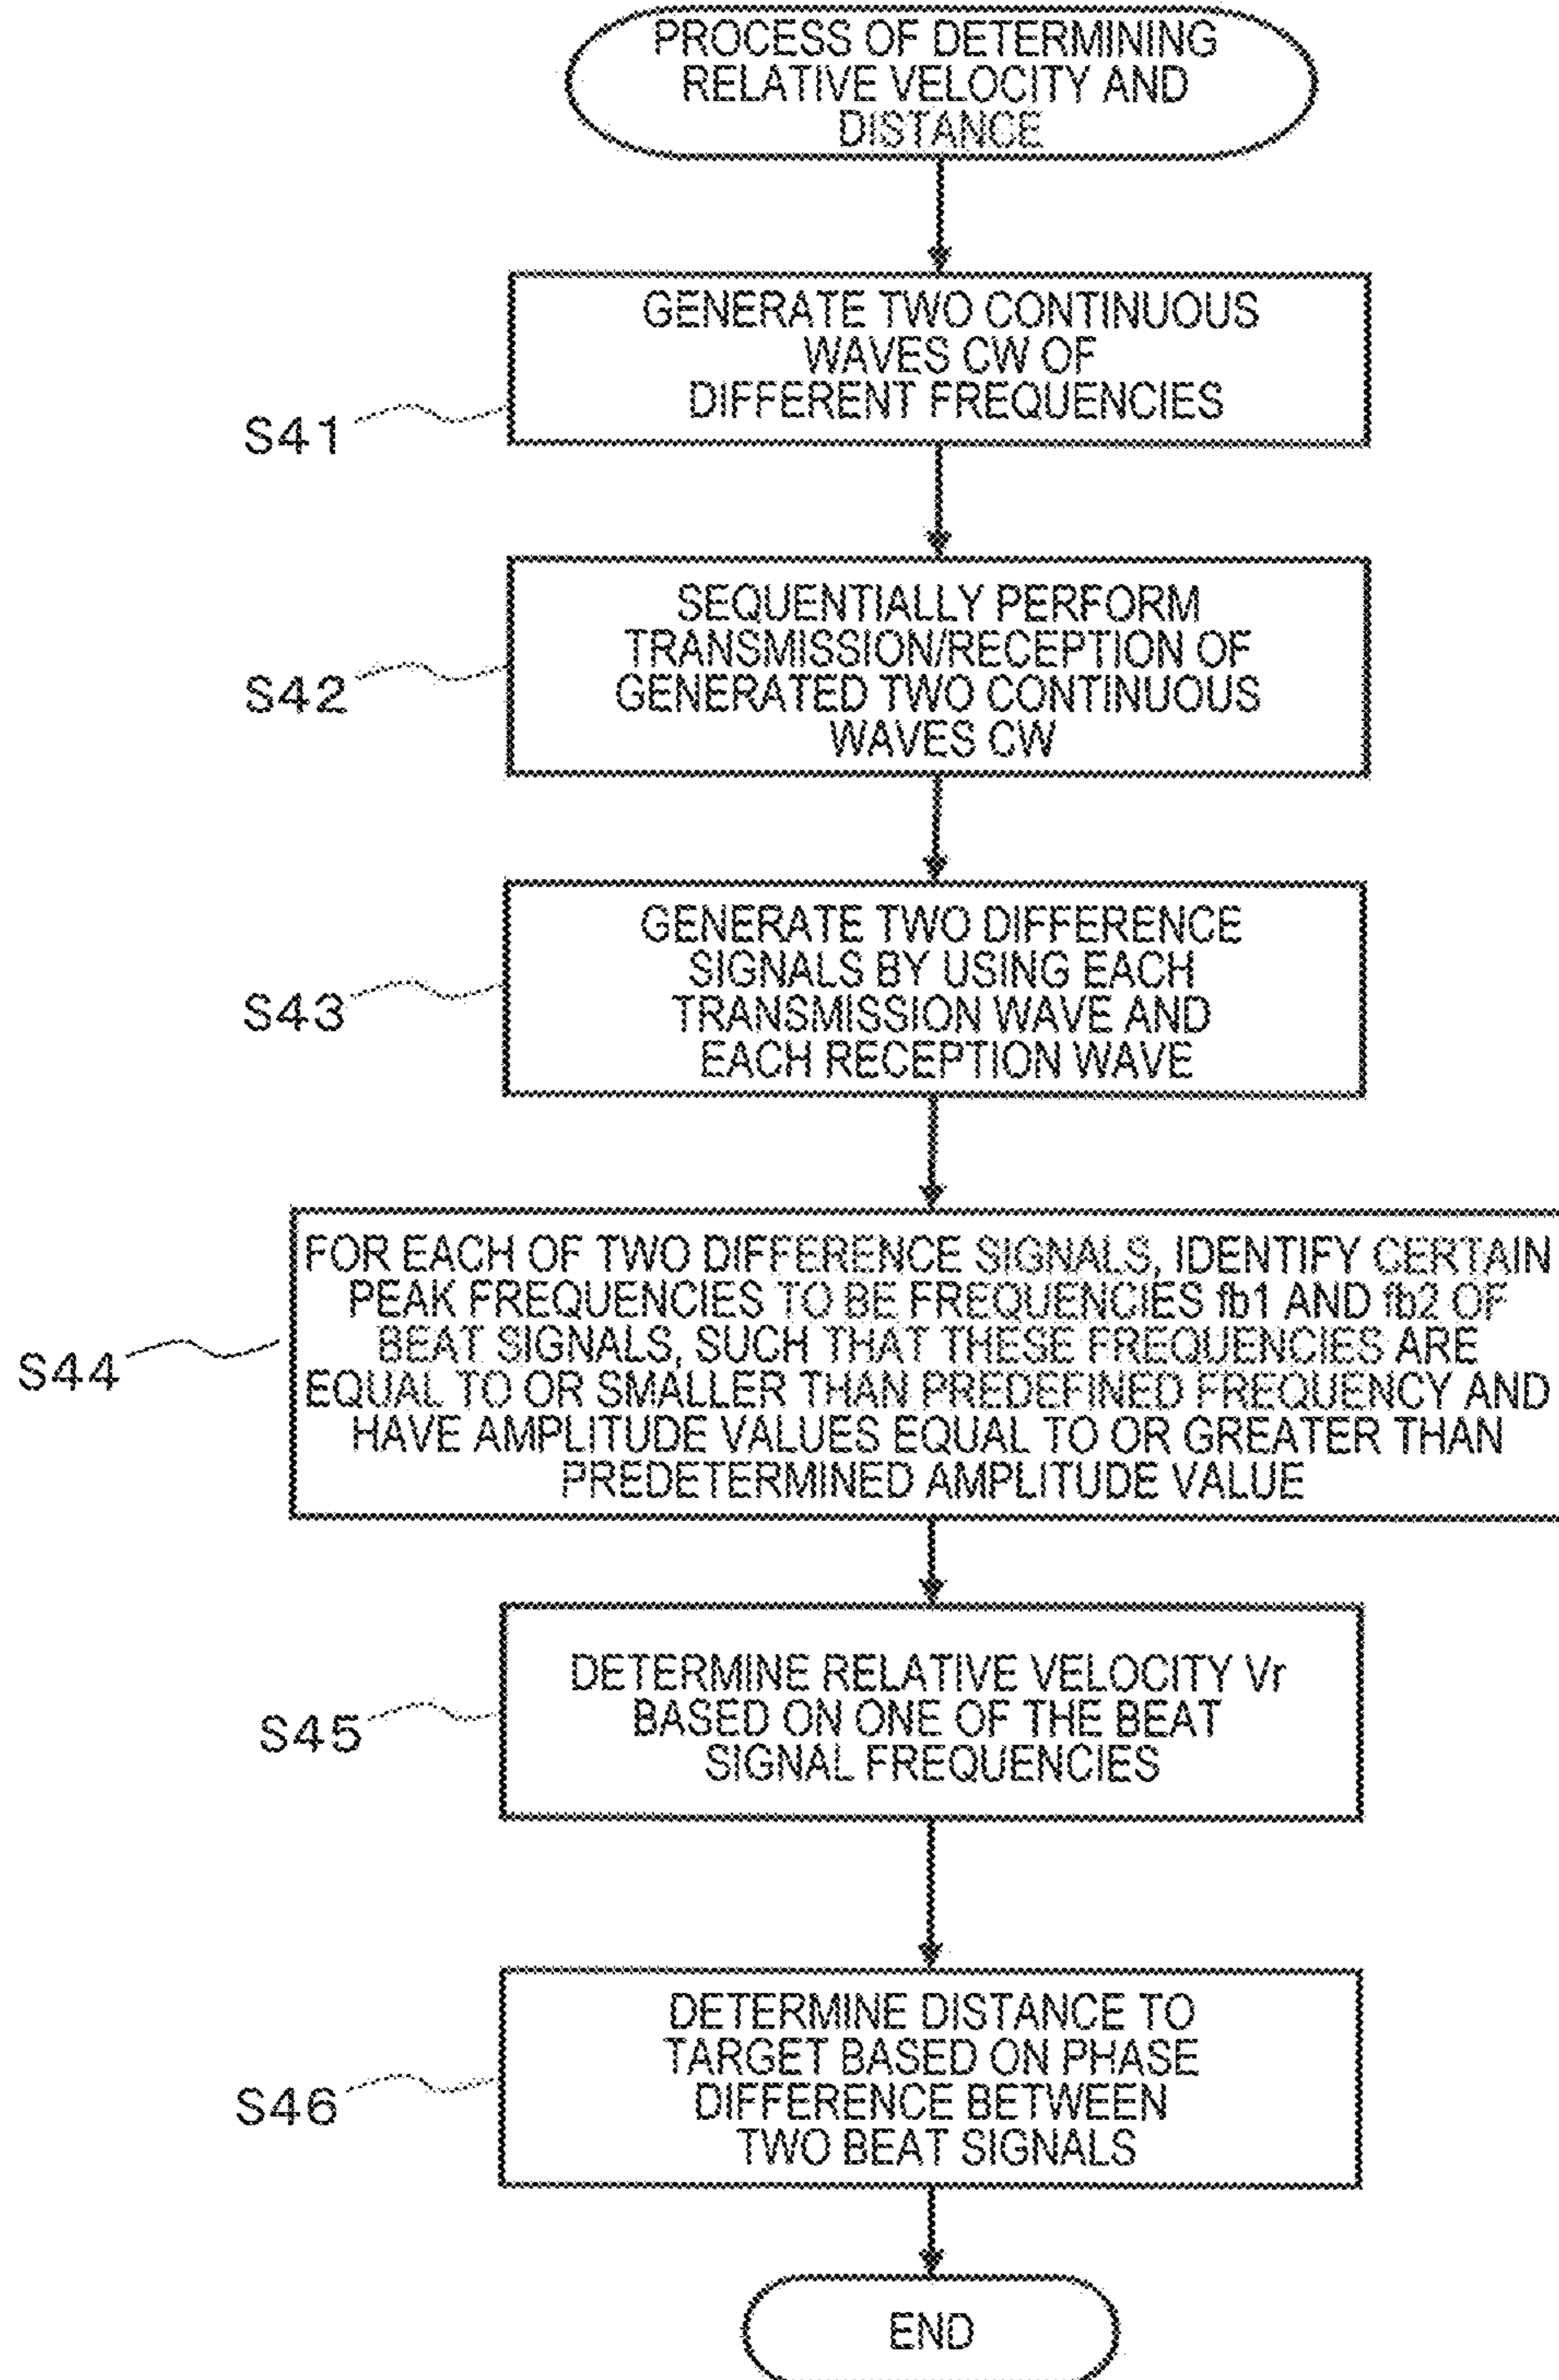 PROCESS OF DETERMINING
RELATIVE VELOCITY AND
DISTANCE
GENERATE TWO CONTINUOUS
WAVES CW OF
DIFFERENT FREQUENCIES
S41
SEQUENTIALLY PERFORM
TRANSMISSION/RECEPTION OF
GENERATED TWO CONTINUOUS
WAVES CW
S42
GENERATE TWO DIFFERENCE
SIGNALS BY USING EACH
TRANSMISSION WAVE AND
EACH RECEPTION WAVE
S43
FOR EACH OF TWO DIFFERENCE SIGNALS, IDENTIFY CERTAIN
PEAK FREQUENCIES TO BE FREQUENCIES fb1 AND fb2 OF
BEAT SIGNALS, SUCH THAT THESE FREQUENCIES ARE
EQUAL TO OR SMALLER THAN PREDEFINED FREQUENCY AND
HAVE AMPLITUDE VALUES EQUAL TO OR GREATER THAN
PREDETERMINED AMPLITUDE VALUE
S44
DETERMINE RELATIVE VELOCITY Vr
BASED ON ONE OF THE BEAT
SIGNAL FREQUENCIES
S45
DETERMINE DISTANCE TO
TARGET BASED ON PHASE
DIFFERENCE BETWEEN
TWO BEAT SIGNALS
S46
END